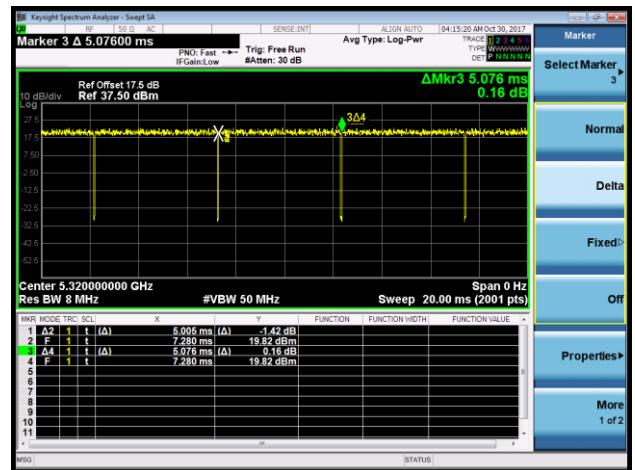 Keysight Spectrum Analyzer - Swept SA
RF 50 Ω AC SENSE:INT ALIGN AUTO 04:15:20 AM Oct 30, 2017
Marker 3 Δ 5.07600 ms
PNO: Fast
IFGain:Low
Trig: Free Run
#Atten: 30 dB
Avg Type: Log-Pwr
TRACE 1 2 3 4 5 6
TYPE WWWWWW
DET P NNNNN
Ref Offset 17.5 dB
10 dB/div Ref 37.50 dBm
Log
ΔMkr3 5.076 ms
0.16 dB
27.5
17.5
7.50
-2.50
-12.5
-22.5
-32.5
-42.5
-52.5
3Δ4
Center 5.320000000 GHz Span 0 Hz
Res BW 8 MHz #VBW 50 MHz Sweep 20.00 ms (2001 pts)
MKR MODE TRC SCL X Y FUNCTION FUNCTION WIDTH FUNCTION VALUE
1 Δ2 1 t (Δ) 5.005 ms (Δ) -1.42 dB
2 F 1 t 7.280 ms 19.82 dBm
3 Δ4 1 t (Δ) 5.076 ms (Δ) 0.16 dB
4 F 1 t 7.280 ms 19.82 dBm
5
6
7
8
9
10
11
MSG STATUS
Marker
Select Marker
3
Normal
Delta
Fixed
Off
Properties
More
1 of 2